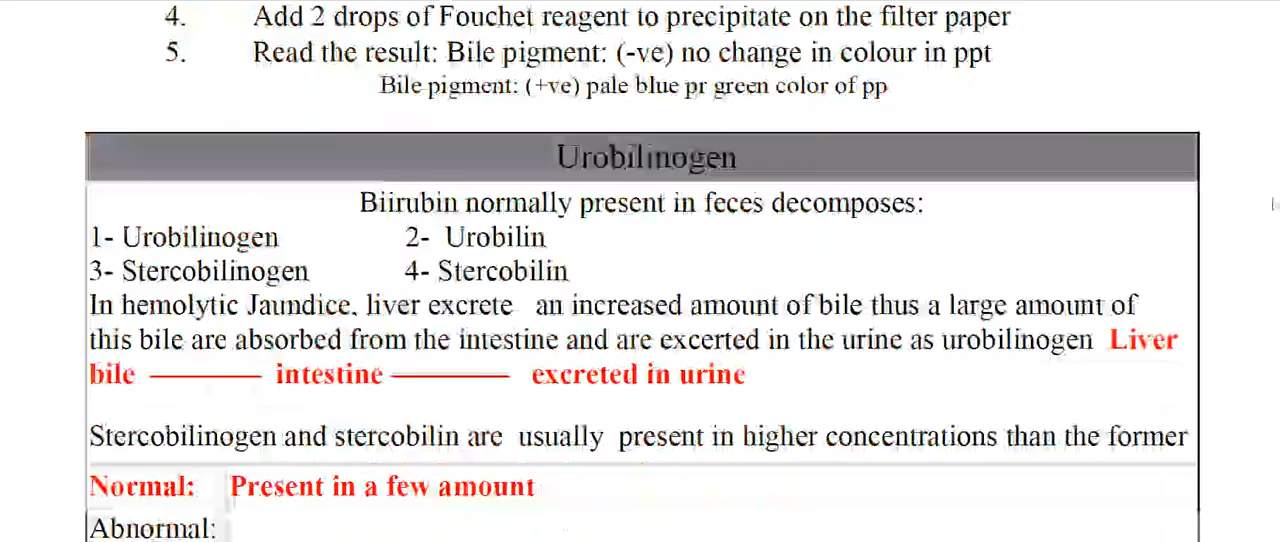 4. Add 2 drops of Fouchet reagent to precipitate on the filter paper
5. Read the result: Bile pigment: (-ve) no change in colour in ppt
Bile pigment: (+ve) pale blue pr green color of pp
Urobilinogen
Biirubin normally present in feces decomposes:
1- Urobilinogen 2- Urobilin
3- Stercobilinogen 4- Stercobilin
In hemolytic Jaundice, liver excrete an increased amount of bile thus a large amount of
this bile are absorbed from the intestine and are excerted in the urine as urobilinogen Liver
bile ——— intestine ——— excreted in urine
Stercobilinogen and stercobilin are usually present in higher concentrations than the former
Normal: Present in a few amount
Abnormal: